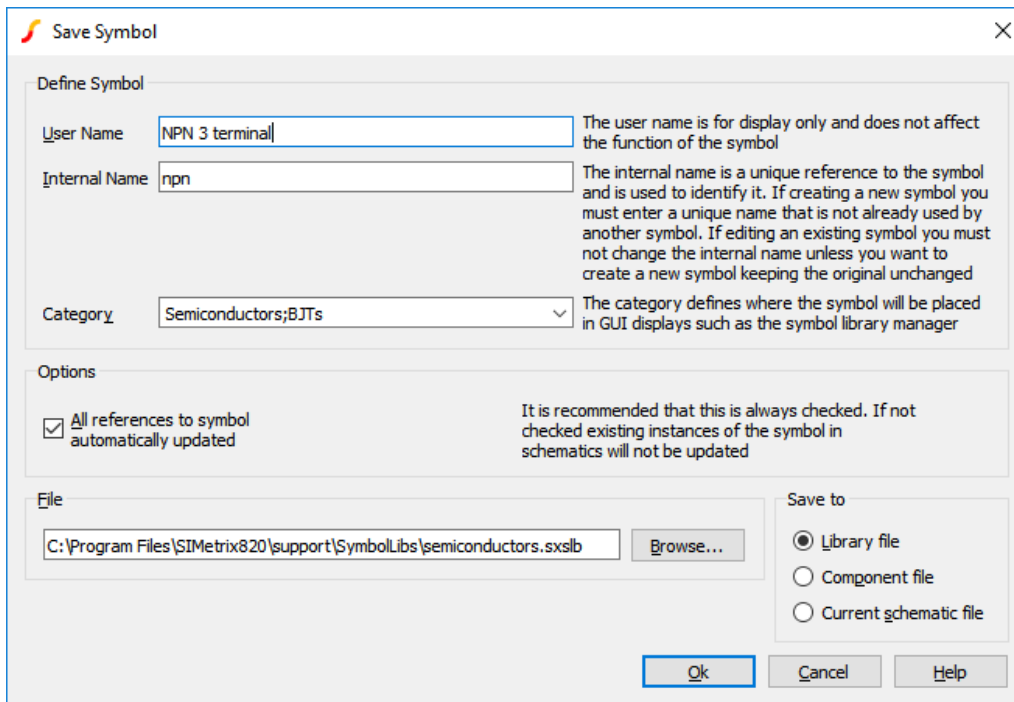 Save Symbol
Define Symbol
User Name
NPN 3 terminal
The user name is for display only and does not affect
the function of the symbol
Internal Name
npn
The internal name is a unique reference to the symbol
and is used to identify it. If creating a new symbol you
must enter a unique name that is not already used by
another symbol. If editing an existing symbol you must
not change the internal name unless you want to
create a new symbol keeping the original unchanged
Category
Semiconductors;BJTs
The category defines where the symbol will be placed
in GUI displays such as the symbol library manager
Options
All references to symbol
automatically updated
It is recommended that this is always checked. If not
checked existing instances of the symbol in
schematics will not be updated
File
C:\Program Files\SIMetrix820\support\SymbolLibs\semiconductors.sxslb
Browse...
Save to
Library file
Component file
Current schematic file
Ok
Cancel
Help